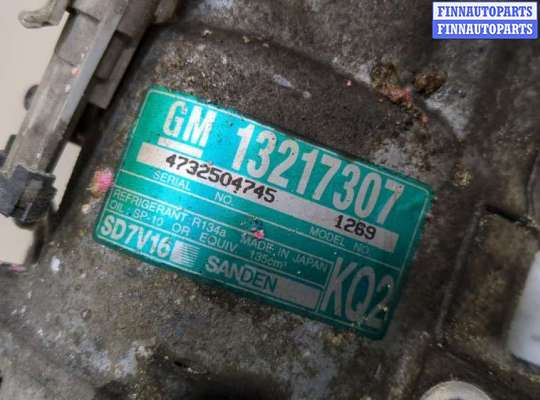 FINNAUTOPARTS
FINNAUTOPARTS
GM 13217307
4732504745 1269
SERIAL NO. MODEL NO.
REFRIGERANT R134a MADE IN JAPAN
OIL; SP-10 OR EQUIV. 135cm³
SD7V16 SANDEN KQ2